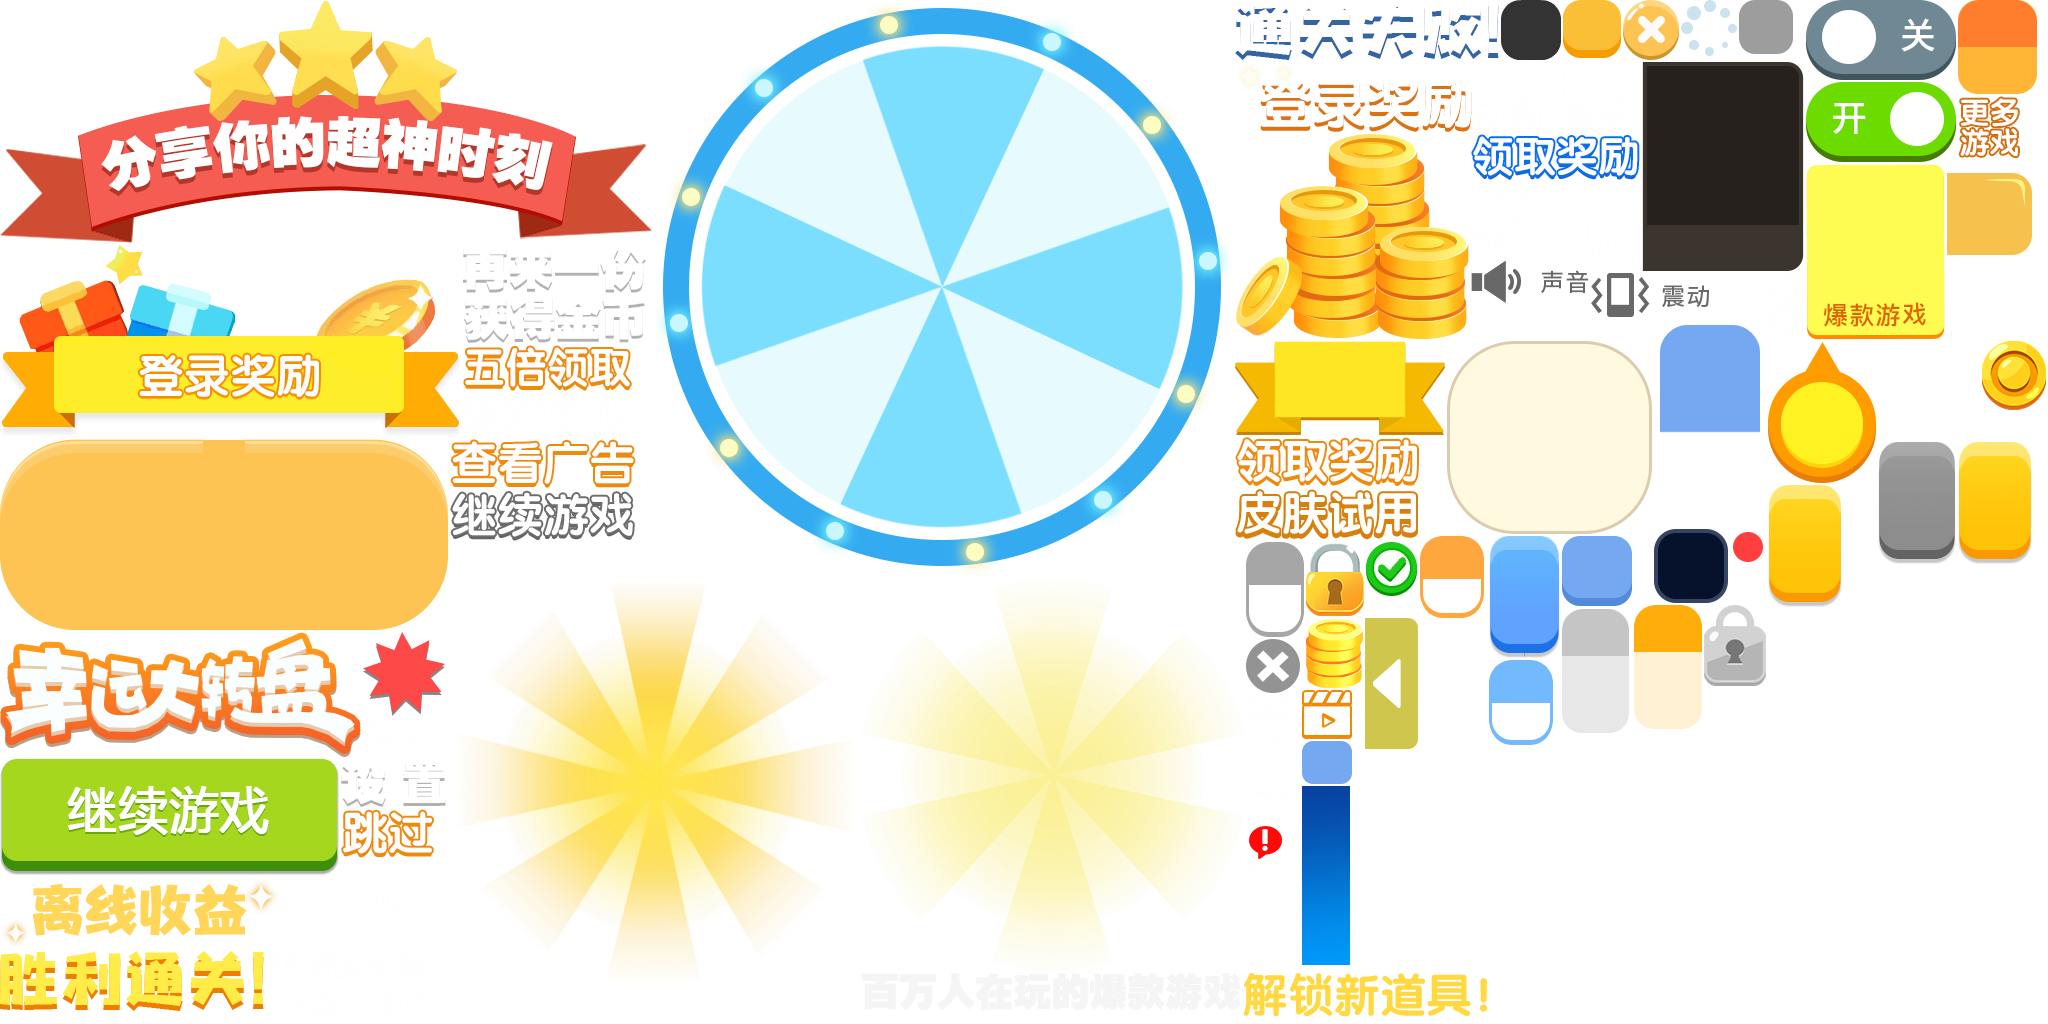 分享你的超神时刻
登录奖励
再来一份
获得金币
五倍领取
查看广告
继续游戏
幸运大转盘
继续游戏
设 置
跳过
离线收益
胜利通关!
通关失败!
登录奖励
领取奖励
声音
震动
关
开
更多
游戏
爆款游戏
领取奖励
皮肤试用
百万人在玩的爆款游戏
解锁新道具!